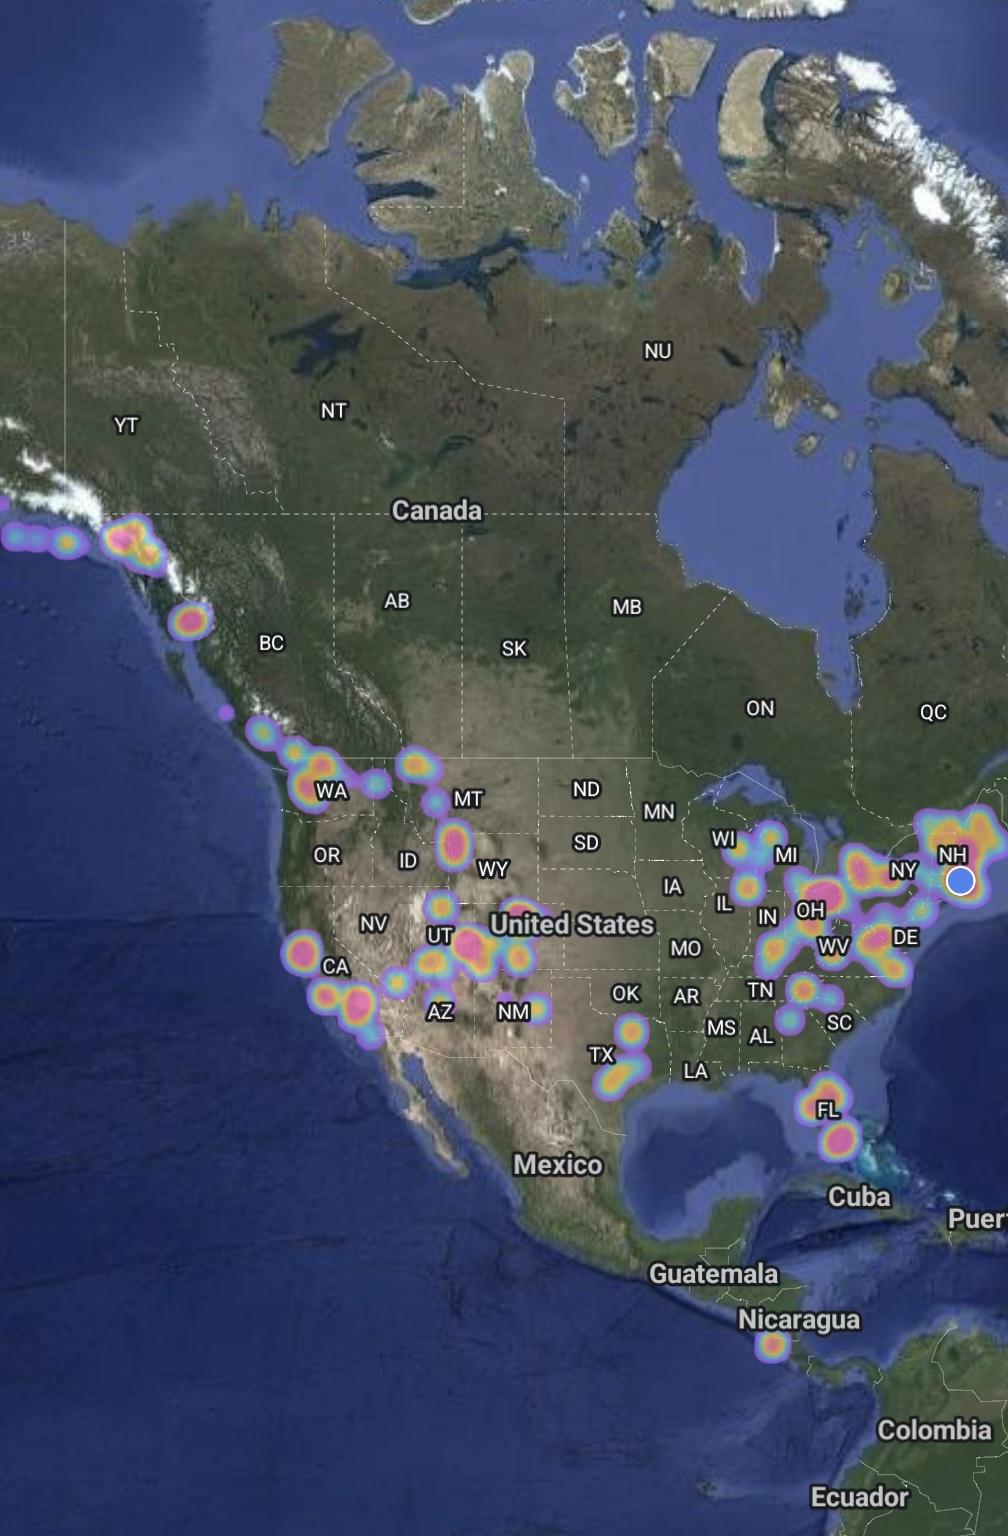 NU
NT
YT
Canada
AB
MB
BC
SK
ON
QC
ND
WA
MT
MN
WI
SD
OR
ID
MI
NH
WY
NY
IA
IL
OH
IN
NV
United States
UT
MO
WV
DE
CA
TN
OK
AR
AZ
NM
MS
SC
AL
TX
LA
FL
Mexico
Cuba
Puer
Guatemala
Nicaragua
Colombia
Ecuador